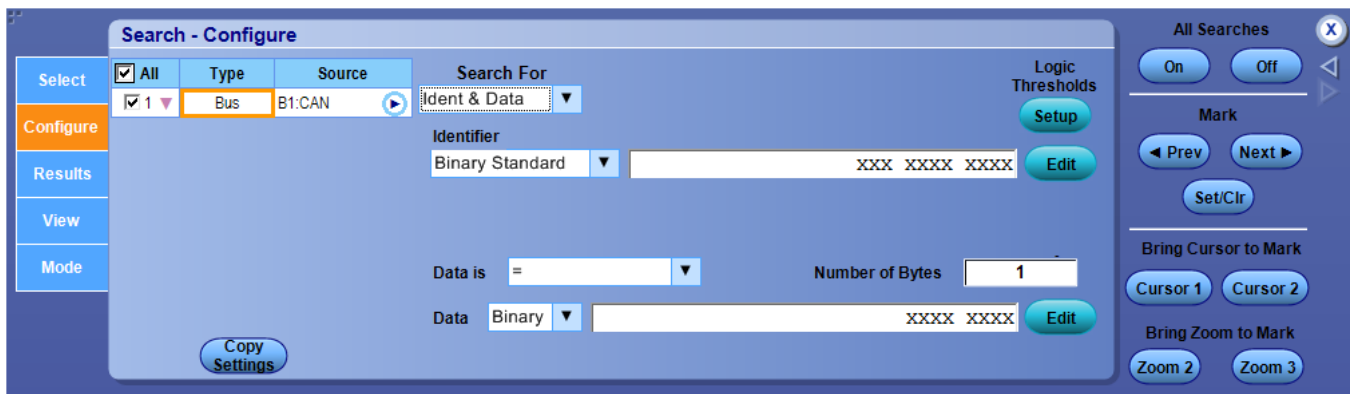 Search - Configure
All Searches
X
On Off
Select
Configure
Results
View
Mode
All Type Source
1 Bus B1:CAN
Search For
Ident & Data
Logic
Thresholds
Setup
Identifier
Binary Standard XXX XXXX XXXX Edit
Data is = Number of Bytes 1
Data Binary XXXX XXXX Edit
Copy
Settings
Mark
Prev Next
Set/Clr
Bring Cursor to Mark
Cursor 1 Cursor 2
Bring Zoom to Mark
Zoom 2 Zoom 3